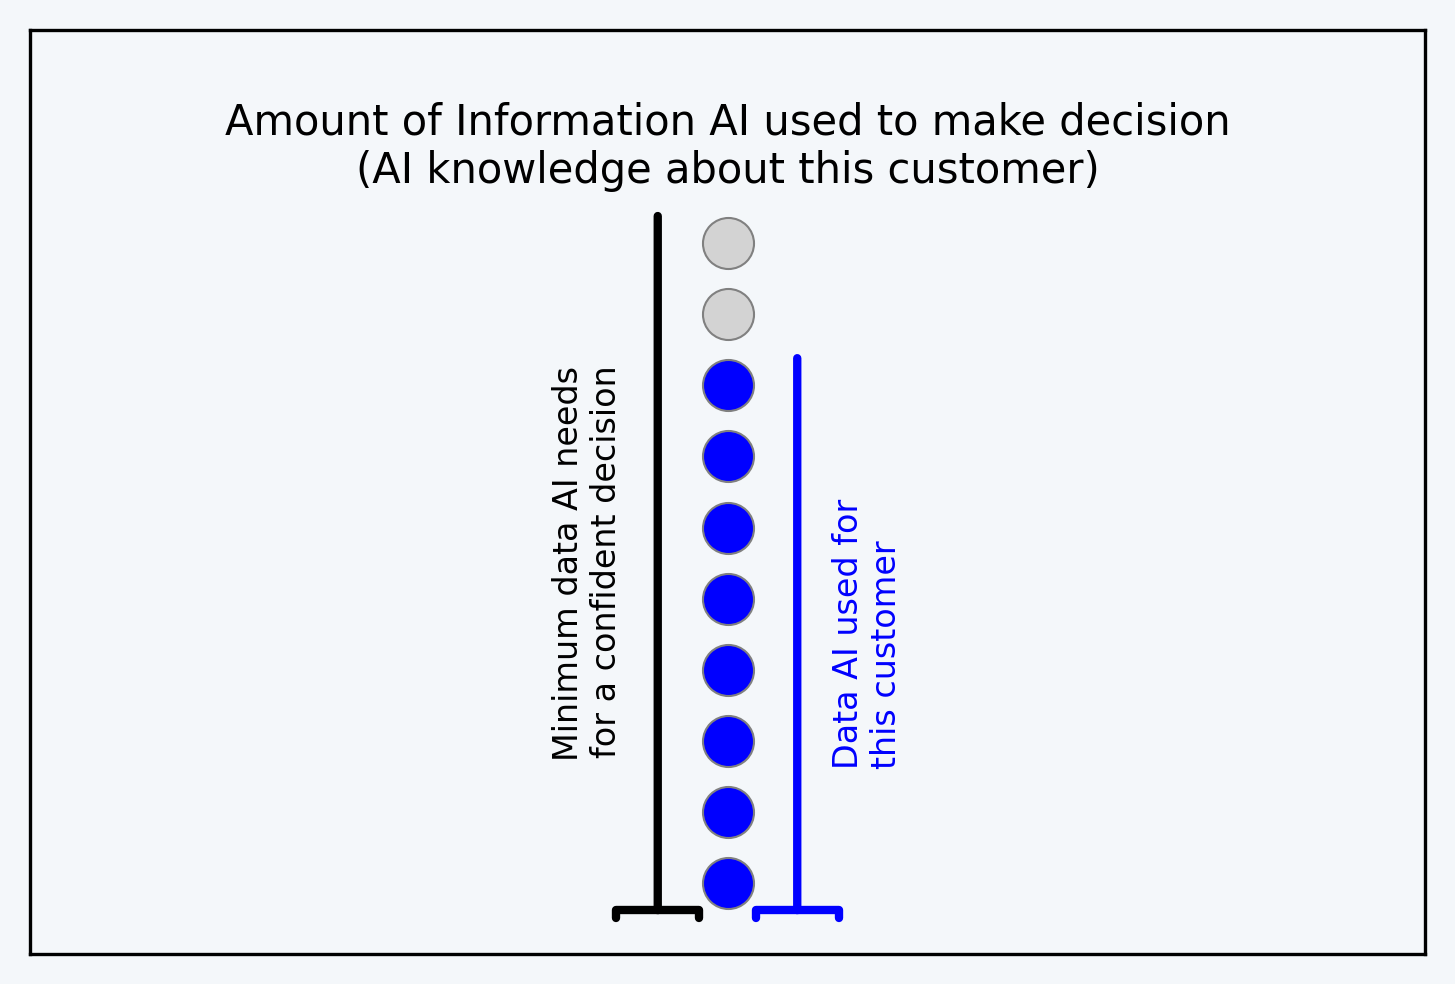 Amount of Information AI used to make decision
(AI knowledge about this customer)
Minimum data AI needs
for a confident decision
Data AI used for
this customer